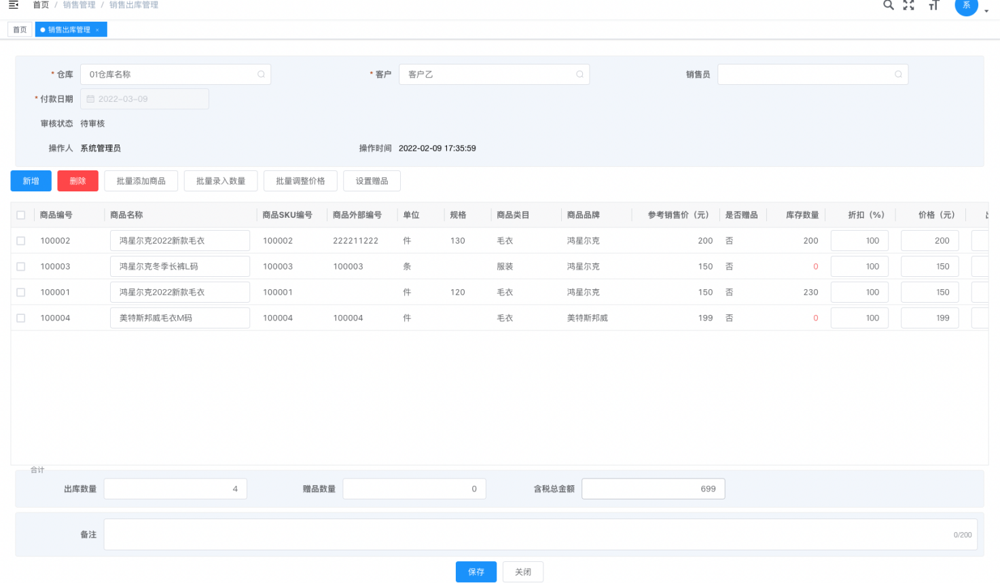 首页 / 销售管理 / 销售出库管理 系
首页 销售出库管理 ×
* 仓库 01仓库名称 * 客户 客户乙 销售员
* 付款日期 2022-03-09
审核状态 待审核
操作人 系统管理员 操作时间 2022-02-09 17:35:59
新增 删除 批量添加商品 批量录入数量 批量调整价格 设置赠品
商品编号 商品名称 商品SKU编号 商品外部编号 单位 规格 商品类目 商品品牌 参考销售价（元） 是否赠品 库存数量 折扣（%） 价格（元）
100002 鸿星尔克2022新款毛衣 100002 222211222 件 130 毛衣 鸿星尔克 200 否 200 100 200
100003 鸿星尔克冬季长裤L码 100003 100003 条 服装 鸿星尔克 150 否 0 100 150
100001 鸿星尔克2022新款毛衣 100001 件 120 毛衣 鸿星尔克 150 否 230 100 150
100004 美特斯邦威毛衣M码 100004 100004 件 毛衣 美特斯邦威 199 否 0 100 199
合计
出库数量 4 赠品数量 0 含税总金额 699
备注 0/200
保存 关闭